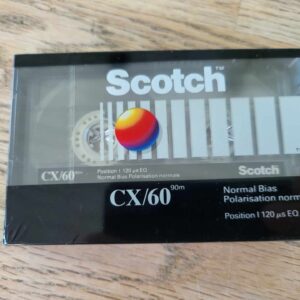 Scotch™
CX/60
Position I 120 µs EQ
Normal Bias Polarisation normale
Scotch
CX/60 90m
Normal Bias
Polarisation norm
Position I 120 µs EQ